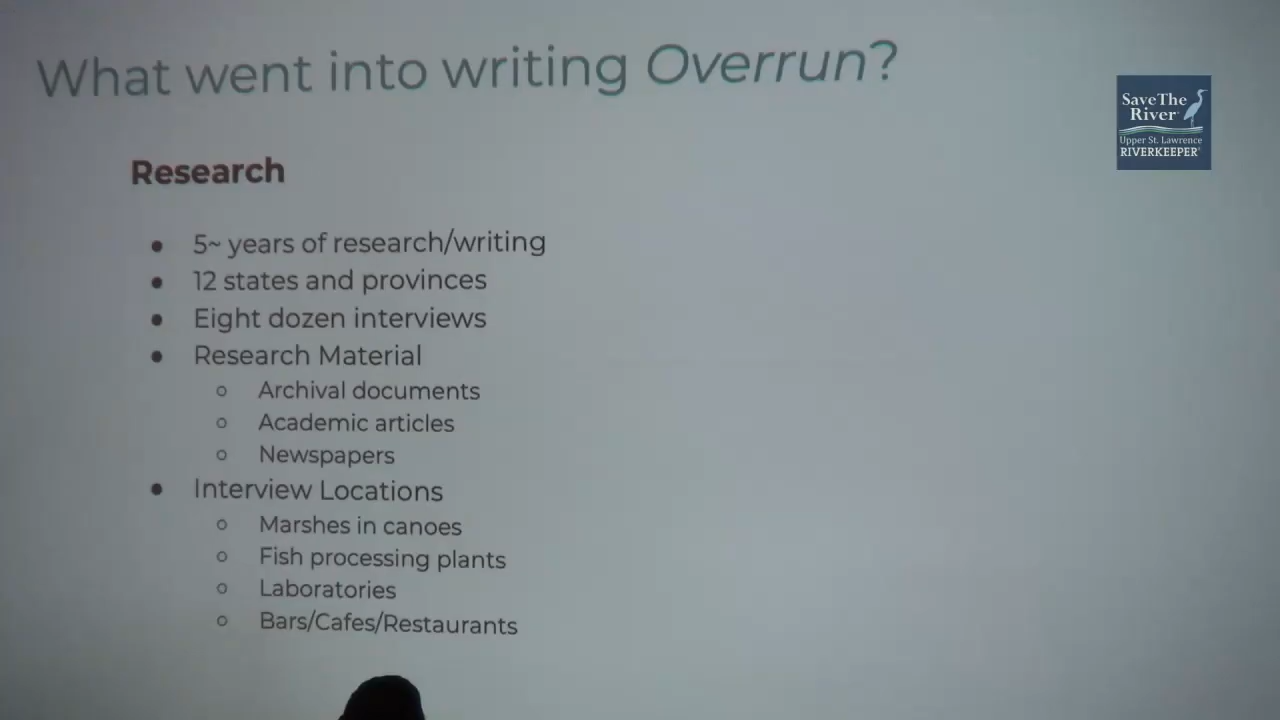 What went into writing Overrun?
Save The
River
Upper St. Lawrence
RIVERKEEPER®
Research
● 5~ years of research/writing
● 12 states and provinces
● Eight dozen interviews
● Research Material
○ Archival documents
○ Academic articles
○ Newspapers
● Interview Locations
○ Marshes in canoes
○ Fish processing plants
○ Laboratories
○ Bars/Cafes/Restaurants